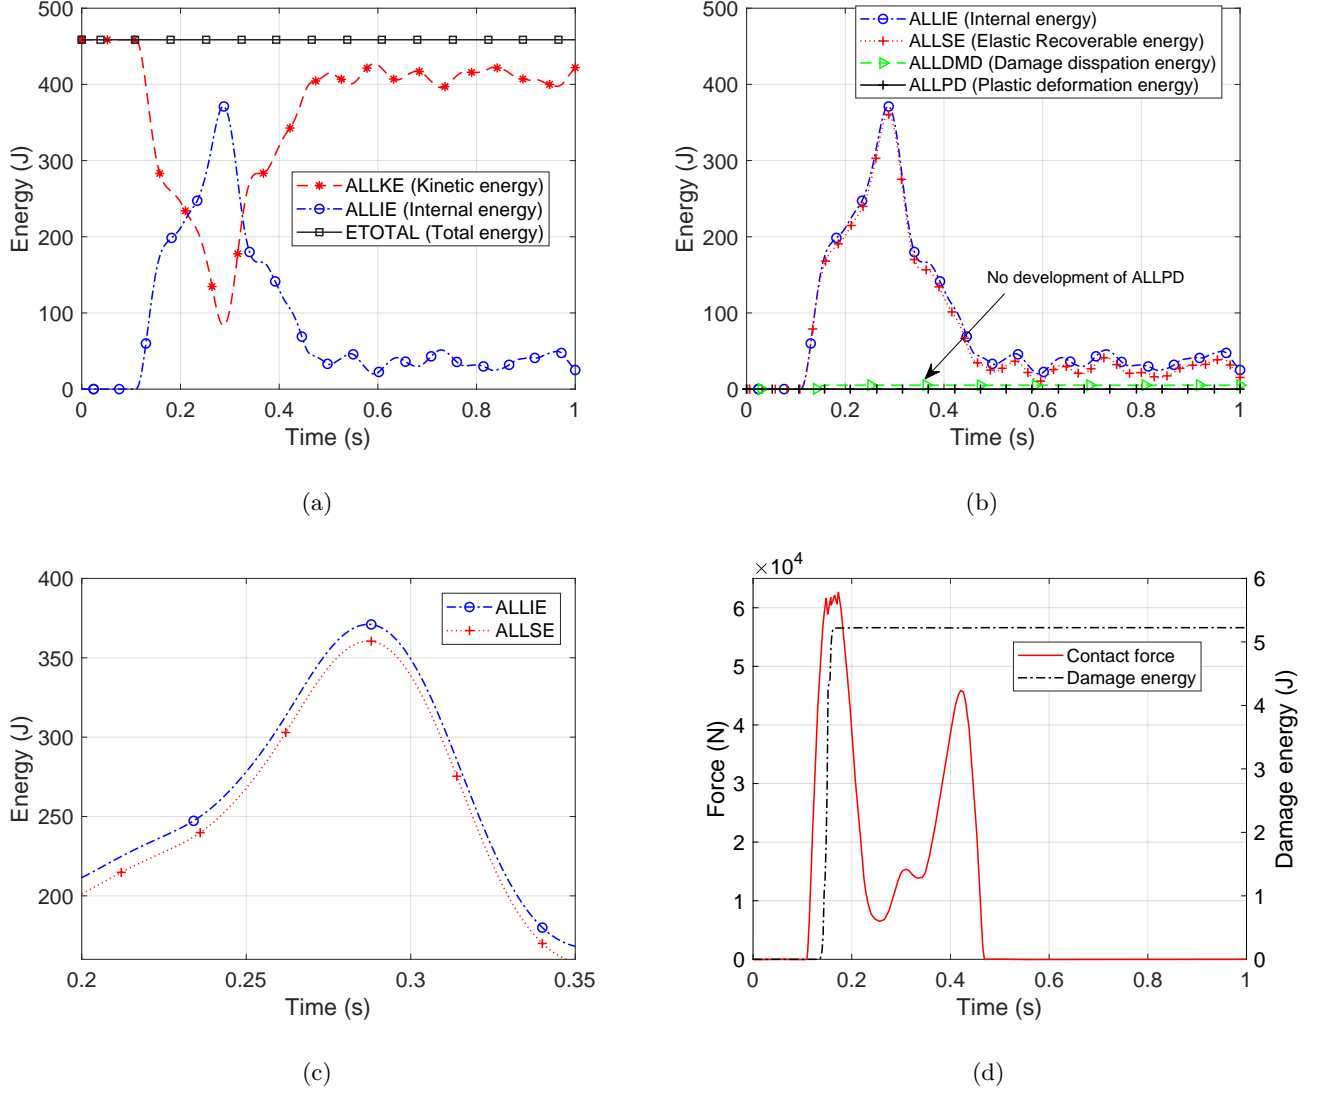 500
400
300
200
100
0
0
0.2
0.4
0.6
0.8
1
Energy (J)
Time (s)
ALLKE (Kinetic energy)
ALLIE (Internal energy)
ETOTAL (Total energy)
(a)
500
400
300
200
100
0
0
0.2
0.4
0.6
0.8
1
Energy (J)
Time (s)
ALLIE (Internal energy)
ALLSE (Elastic Recoverable energy)
ALLDMD (Damage disspation energy)
ALLPD (Plastic deformation energy)
No development of ALLPD
(b)
400
350
300
250
200
0.2
0.25
0.3
0.35
Energy (J)
Time (s)
ALLIE
ALLSE
(c)
×10⁴
6
5
4
3
2
1
0
0
0.2
0.4
0.6
0.8
1
Force (N)
Time (s)
6
5
4
3
2
1
0
Damage energy (J)
Contact force
Damage energy
(d)